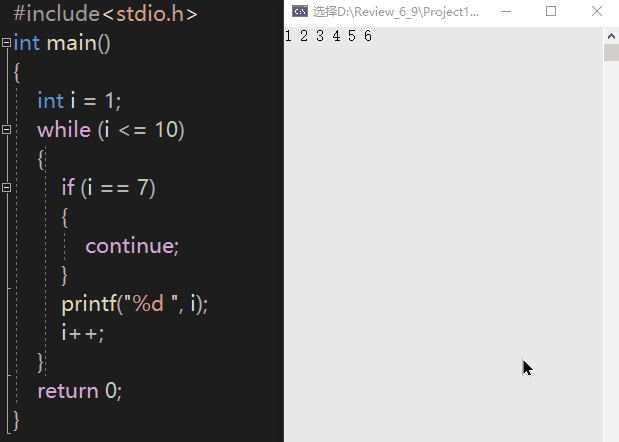 #include<stdio.h>
int main()
{
int i = 1;
while (i <= 10)
{
if (i == 7)
{
continue;
}
printf("%d ", i);
i++;
}
return 0;
}
选择D:\Review_6_9\Project1...
1 2 3 4 5 6